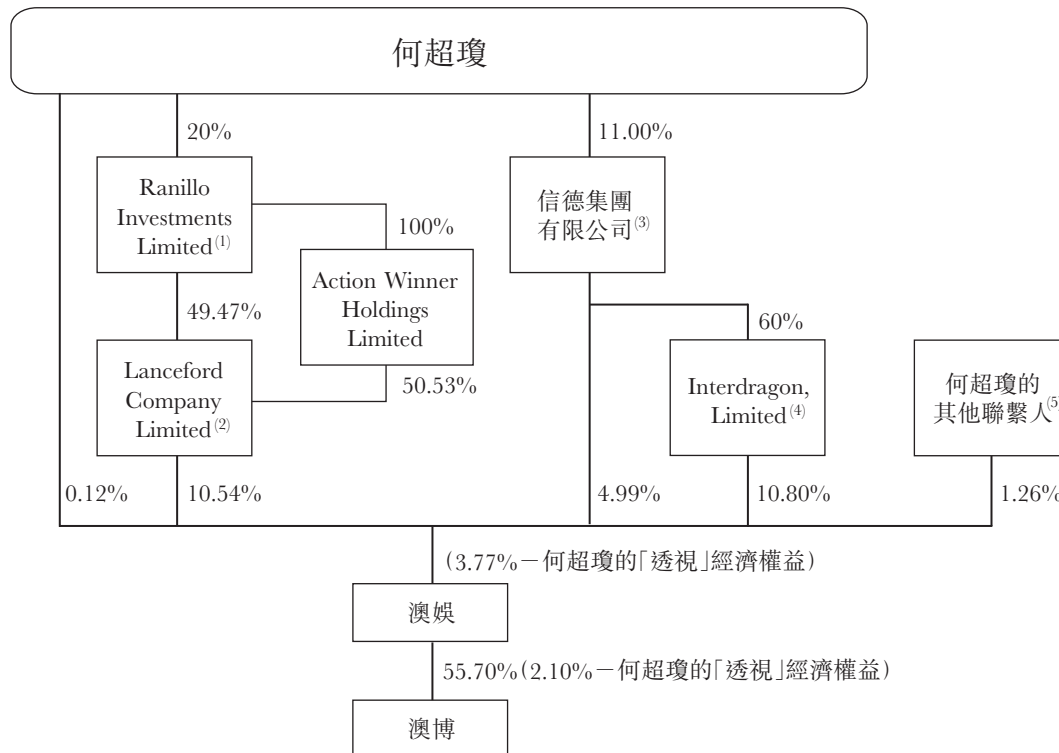 何超瓊
20%
11.00%
Ranillo
Investments
Limited(1)
信德集團
有限公司(3)
100%
Action Winner
Holdings
Limited
49.47%
60%
Lanceford
Company
Limited(2)
50.53%
Interdragon,
Limited(4)
何超瓊的
其他聯繫人(5)
0.12%
10.54%
4.99%
10.80%
1.26%
(3.77%－何超瓊的「透視」經濟權益)
澳娛
55.70%(2.10%－何超瓊的「透視」經濟權益)
澳博